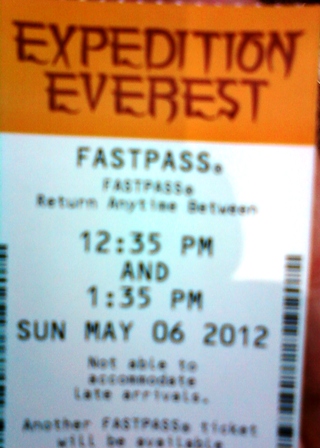 EXPEDITION
EVEREST
FASTPASS®
FASTPASS®
Return Anytime Between
12:35 PM
AND
1:35 PM
SUN MAY 06 2012
Not able to
accommodate
late arrivals.
Another FASTPASS® ticket
will be available